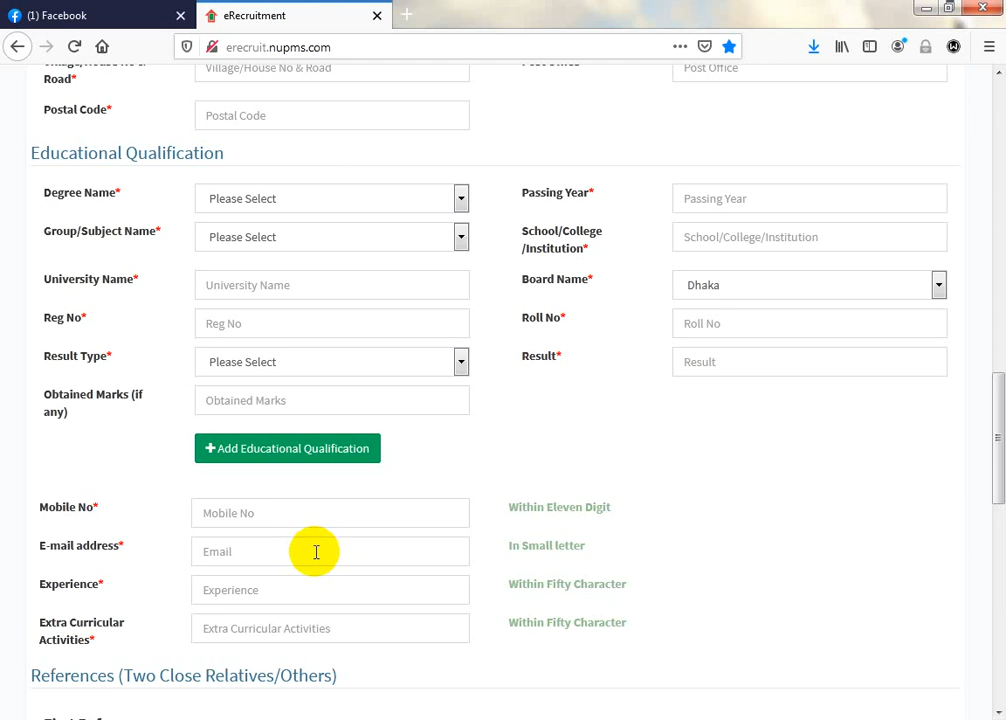 (1) Facebook
eRecruitment
erecruit.nupms.com
Road*
Village/House No & Road
Post Office
Postal Code*
Postal Code
Educational Qualification
Degree Name*
Please Select
Passing Year*
Passing Year
Group/Subject Name*
Please Select
School/College
/Institution*
School/College/Institution
University Name*
University Name
Board Name*
Dhaka
Reg No*
Reg No
Roll No*
Roll No
Result Type*
Please Select
Result*
Result
Obtained Marks (if
any)
Obtained Marks
+Add Educational Qualification
Mobile No*
Mobile No
Within Eleven Digit
E-mail address*
Email
In Small letter
Experience*
Experience
Within Fifty Character
Extra Curricular
Activities*
Extra Curricular Activities
Within Fifty Character
References (Two Close Relatives/Others)